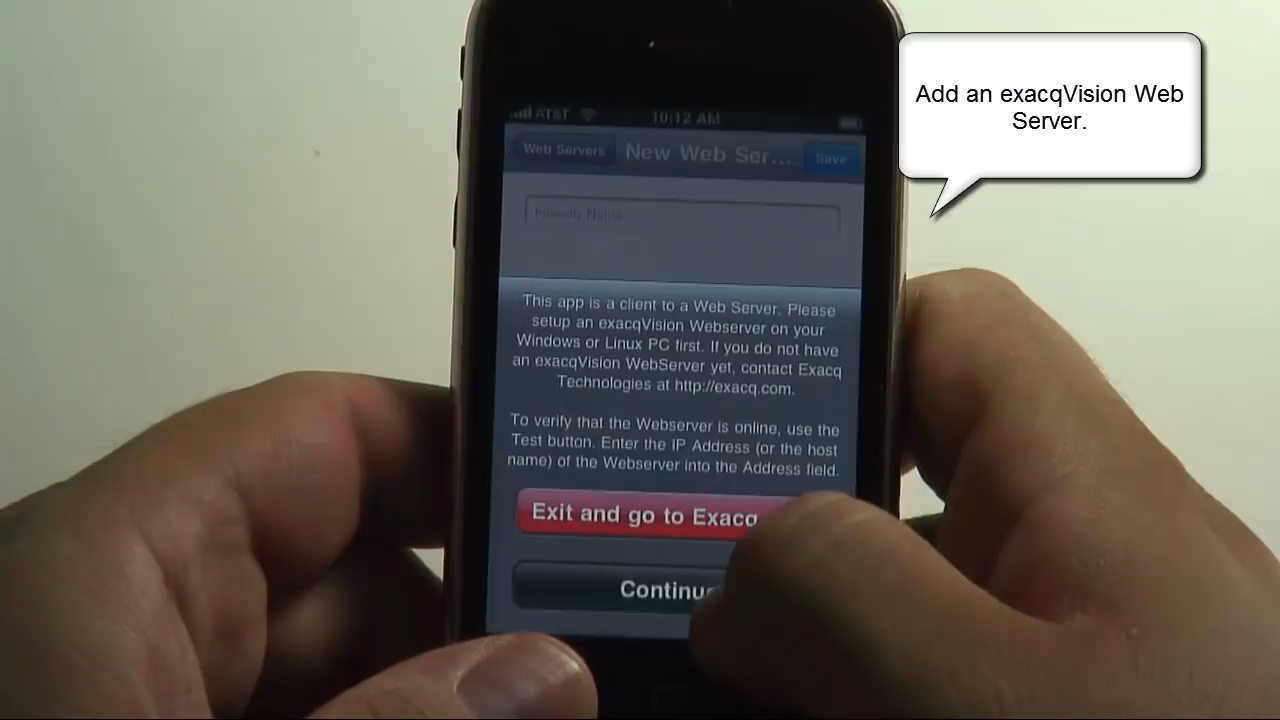 Add an exacqVision Web
Server.
AT&T 10:12 AM
Web Servers New Web Ser... Save
Friendly Name
This app is a client to a Web Server. Please
setup an exacqVision Webserver on your
Windows or Linux PC first. If you do not have
an exacqVision WebServer yet, contact Exacq
Technologies at http://exacq.com.
To verify that the Webserver is online, use the
Test button. Enter the IP Address (or the host
name) of the Webserver into the Address field.
Exit and go to Exacq
Continu